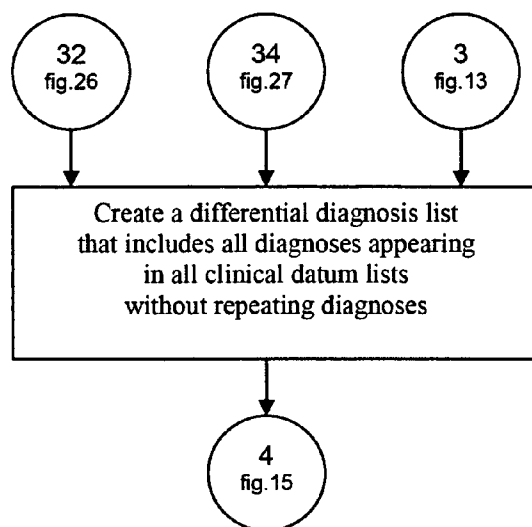 32
fig.26
34
fig.27
3
fig.13
Create a differential diagnosis list
that includes all diagnoses appearing
in all clinical datum lists
without repeating diagnoses
4
fig.15